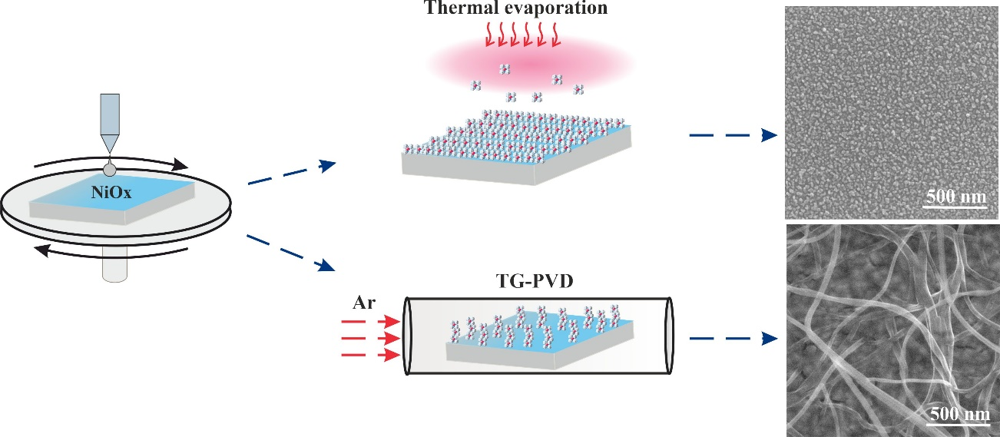 Thermal evaporation
500 nm
NiOx
TG-PVD
Ar
500 nm